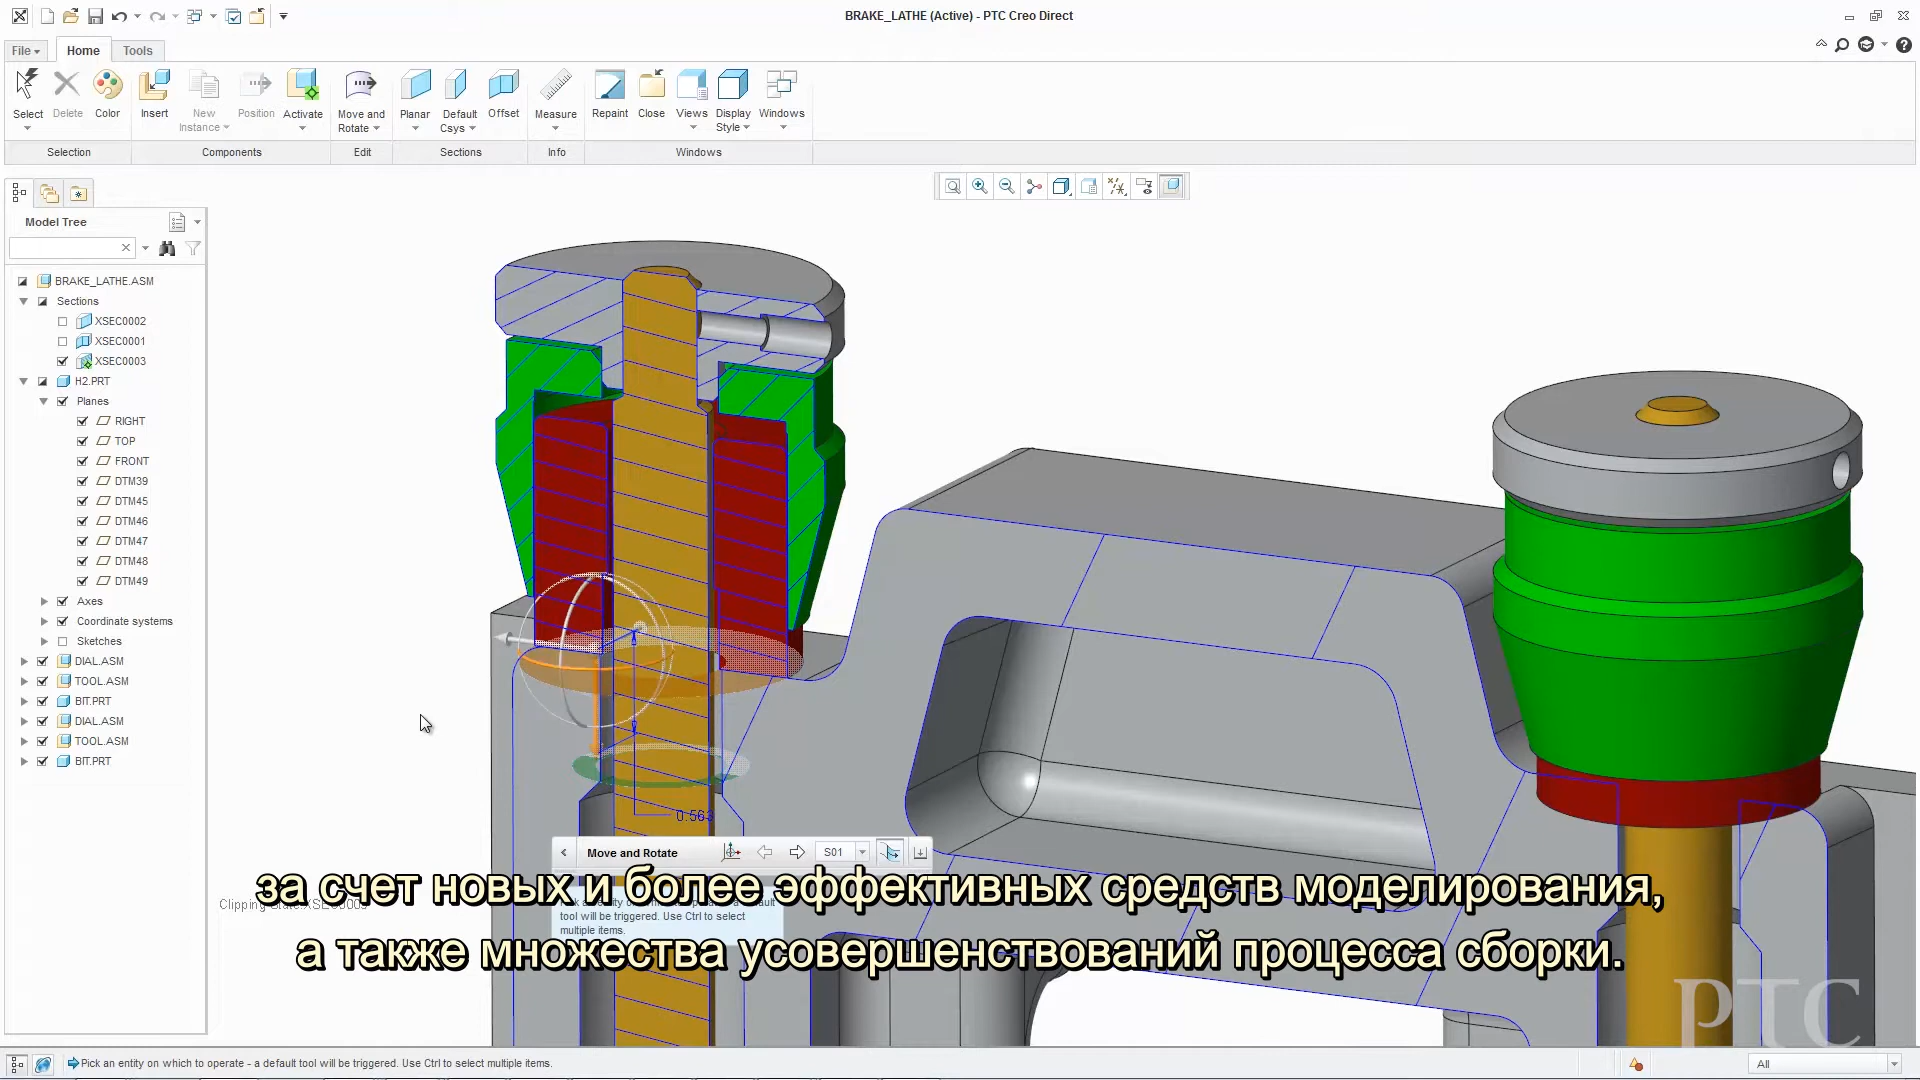 BRAKE_LATHE (Active) - PTC Creo Direct
File
Home
Tools
Select
Delete
Color
Insert
New
Instance
Position
Activate
Move and
Rotate
Planar
Default
Csys
Offset
Measure
Repaint
Close
Views
Display
Style
Windows
Selection
Components
Edit
Sections
Info
Windows
Model Tree
BRAKE_LATHE.ASM
Sections
XSEC0002
XSEC0001
XSEC0003
H2.PRT
Planes
RIGHT
TOP
FRONT
DTM39
DTM45
DTM46
DTM47
DTM48
DTM49
Axes
Coordinate systems
Sketches
DIAL.ASM
TOOL.ASM
BIT.PRT
DIAL.ASM
TOOL.ASM
BIT.PRT
0.563
Move and Rotate
S01
Clipping State:XSEC0003
tool will be triggered. Use Ctrl to select
multiple items.
за счет новых и более эффективных средств моделирования,
а также множества усовершенствований процесса сборки.
PTC
Pick an entity on which to operate - a default tool will be triggered. Use Ctrl to select multiple items.
All